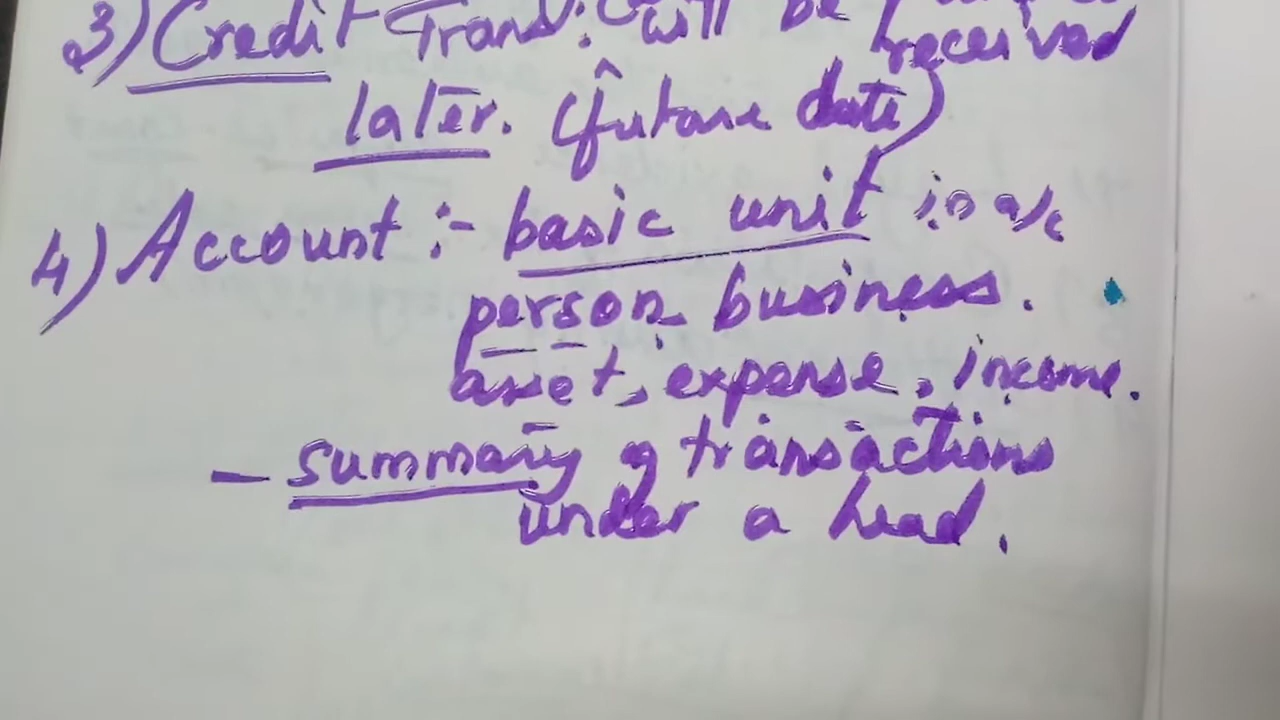 3) Credit Trans: will be received
later. (future date)
4) Account :- basic unit in a/c
person business.
asset, expense, income.
- summary of transactions
under a head.